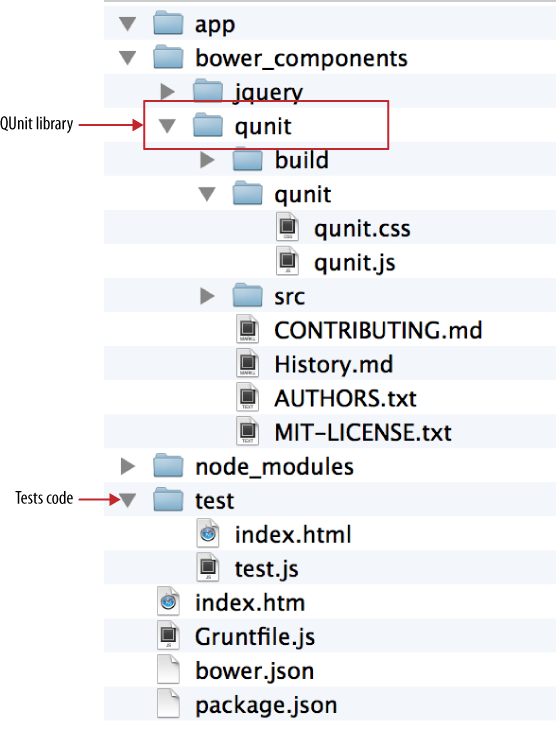 app
bower_components
jquery
QUnit library
qunit
build
qunit
qunit.css
qunit.js
src
CONTRIBUTING.md
History.md
AUTHORS.txt
MIT-LICENSE.txt
node_modules
Tests code
test
index.html
test.js
index.htm
Gruntfile.js
bower.json
package.json